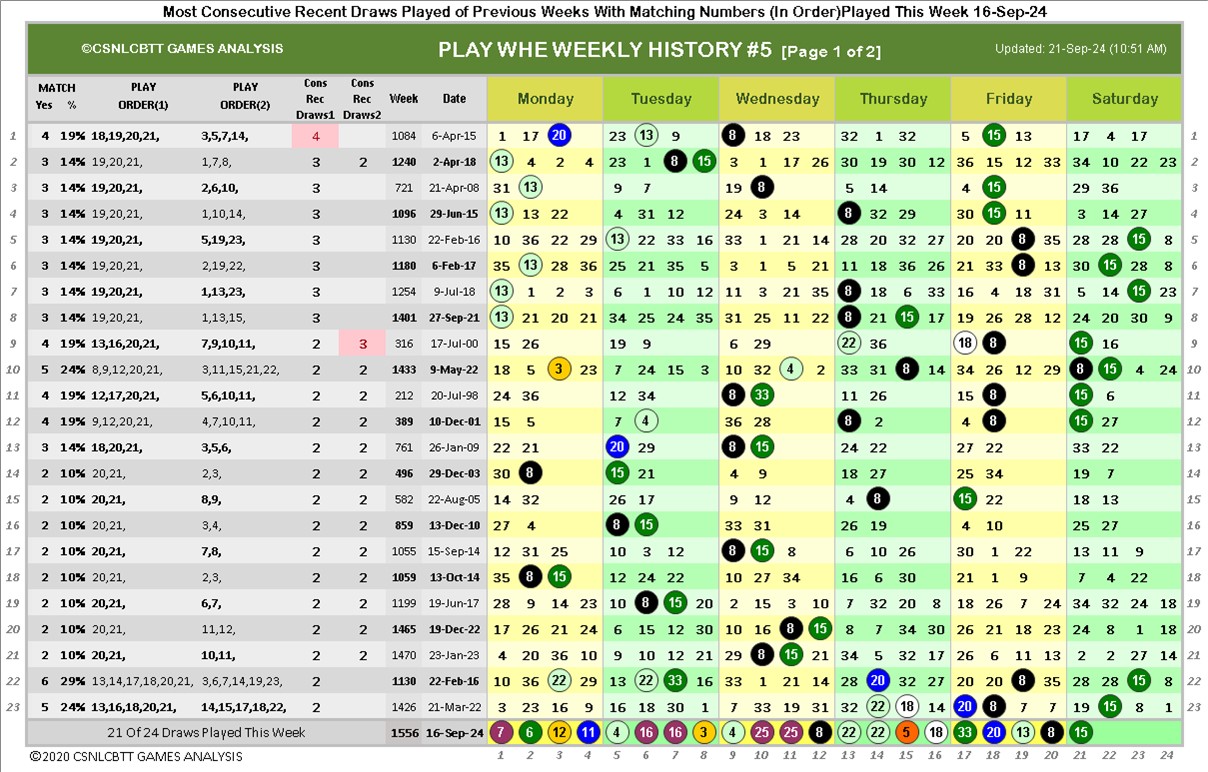 Most Consecutive Recent Draws Played of Previous Weeks With Matching Numbers (In Order)Played This Week 16-Sep-24
©CSNLCBTT GAMES ANALYSIS PLAY WHE WEEKLY HISTORY #5 [Page 1 of 2] Updated: 21-Sep-24 (10:51 AM)
MATCH Yes % PLAY ORDER(1) PLAY ORDER(2) Cons Rec Draws1 Cons Rec Draws2 Week Date Monday Tuesday Wednesday Thursday Friday Saturday
1 4 19% 18,19,20,21, 3,5,7,14, 4 1084 6-Apr-15 1 17 20 23 13 9 8 18 23 32 1 32 5 15 13 17 4 17 1
2 3 14% 19,20,21, 1,7,8, 3 2 1240 2-Apr-18 13 4 2 4 23 1 8 15 3 1 17 26 30 19 30 12 36 15 12 33 34 10 22 23 2
3 3 14% 19,20,21, 2,6,10, 3 721 21-Apr-08 31 13 9 7 19 8 5 14 4 15 29 36 3
4 3 14% 19,20,21, 1,10,14, 3 1096 29-Jun-15 13 13 22 4 31 12 24 3 14 8 32 29 30 15 11 3 14 27 4
5 3 14% 19,20,21, 5,19,23, 3 1130 22-Feb-16 10 36 22 29 13 22 33 16 33 1 21 14 28 20 32 27 20 20 8 35 28 28 15 8 5
6 3 14% 19,20,21, 2,19,22, 3 1180 6-Feb-17 35 13 28 36 25 21 35 5 3 1 5 21 11 18 36 26 21 33 8 13 30 15 28 8 6
7 3 14% 19,20,21, 1,13,23, 3 1254 9-Jul-18 13 1 2 3 6 1 10 12 11 3 21 35 8 18 6 33 16 4 18 31 5 14 15 23 7
8 3 14% 19,20,21, 1,13,15, 3 1401 27-Sep-21 13 21 20 21 34 25 24 35 31 25 11 22 8 21 15 17 19 26 28 12 24 20 30 9 8
9 4 19% 13,16,20,21, 7,9,10,11, 2 3 316 17-Jul-00 15 26 19 9 6 29 22 36 18 8 15 16 9
10 5 24% 8,9,12,20,21, 3,11,15,21,22, 2 2 1433 9-May-22 18 5 3 23 7 24 15 3 10 32 4 2 33 31 8 14 34 26 12 29 8 15 4 24 10
11 4 19% 12,17,20,21, 5,6,10,11, 2 2 212 20-Jul-98 24 36 12 34 8 33 11 26 15 8 15 6 11
12 4 19% 9,12,20,21, 4,7,10,11, 2 2 389 10-Dec-01 15 5 7 4 36 28 8 2 4 8 15 27 12
13 3 14% 18,20,21, 3,5,6, 2 2 761 26-Jan-09 22 21 20 29 8 15 24 22 27 22 33 22 13
14 2 10% 20,21, 2,3, 2 2 496 29-Dec-03 30 8 15 21 4 9 18 27 25 34 19 7 14
15 2 10% 20,21, 8,9, 2 2 582 22-Aug-05 14 32 26 17 9 12 4 8 15 22 18 13 15
16 2 10% 20,21, 3,4, 2 2 859 13-Dec-10 27 4 8 15 33 31 26 19 4 10 25 27 16
17 2 10% 20,21, 7,8, 2 2 1055 15-Sep-14 12 31 25 10 3 12 8 15 8 6 10 26 30 1 22 13 11 9 17
18 2 10% 20,21, 2,3, 2 2 1059 13-Oct-14 35 8 15 12 24 22 10 27 34 16 6 30 21 1 9 7 4 22 18
19 2 10% 20,21, 6,7, 2 2 1199 19-Jun-17 28 9 14 23 10 8 15 20 2 15 3 10 7 32 20 8 18 26 7 24 34 32 24 18 19
20 2 10% 20,21, 11,12, 2 2 1465 19-Dec-22 17 26 21 24 6 15 12 30 10 16 8 15 8 7 34 30 26 21 18 23 24 8 1 18 20
21 2 10% 20,21, 10,11, 2 2 1470 23-Jan-23 4 20 36 10 9 10 12 21 29 8 15 21 34 5 32 17 26 6 11 13 2 2 27 14 21
22 6 29% 13,14,17,18,20,2 3,6,7,14,19,23, 2 1130 22-Feb-16 10 36 22 29 13 22 33 16 33 1 21 14 28 20 32 27 20 20 8 35 28 28 15 8 22
23 5 24% 13,16,18,20,21, 14,15,17,18,22, 2 1426 21-Mar-22 3 23 16 9 16 18 30 1 7 33 19 31 32 22 18 14 20 8 7 7 19 15 8 1 23
21 Of 24 Draws Played This Week 1556 16-Sep-24 7 6 12 11 4 16 16 3 4 25 25 8 22 22 5 18 33 20 13 8 15
©2020 CSNLCBTT GAMES ANALYSIS 1 2 3 4 5 6 7 8 9 10 11 12 13 14 15 16 17 18 19 20 21 22 23 24